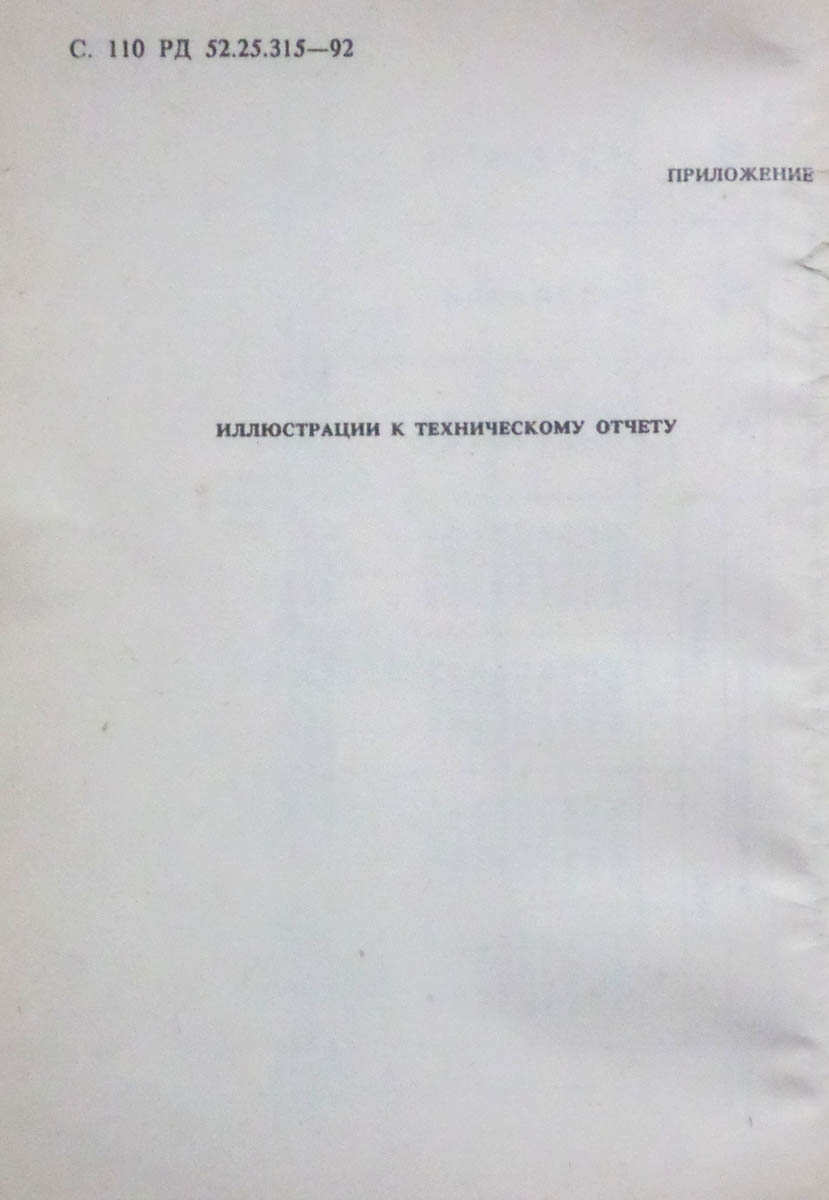 С. 110 РД 52.25.315—92
ПРИЛОЖЕНИЕ
ИЛЛЮСТРАЦИИ К ТЕХНИЧЕСКОМУ ОТЧЕТУ